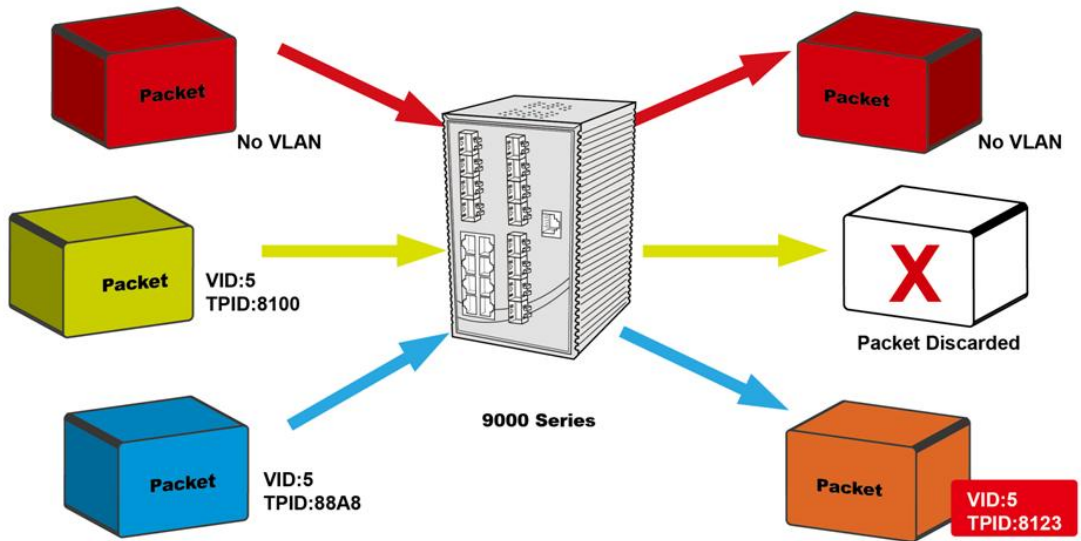 Packet
No VLAN
Packet
No VLAN
Packet
VID:5
TPID:8100
X
Packet Discarded
9000 Series
Packet
VID:5
TPID:88A8
Packet
VID:5
TPID:8123